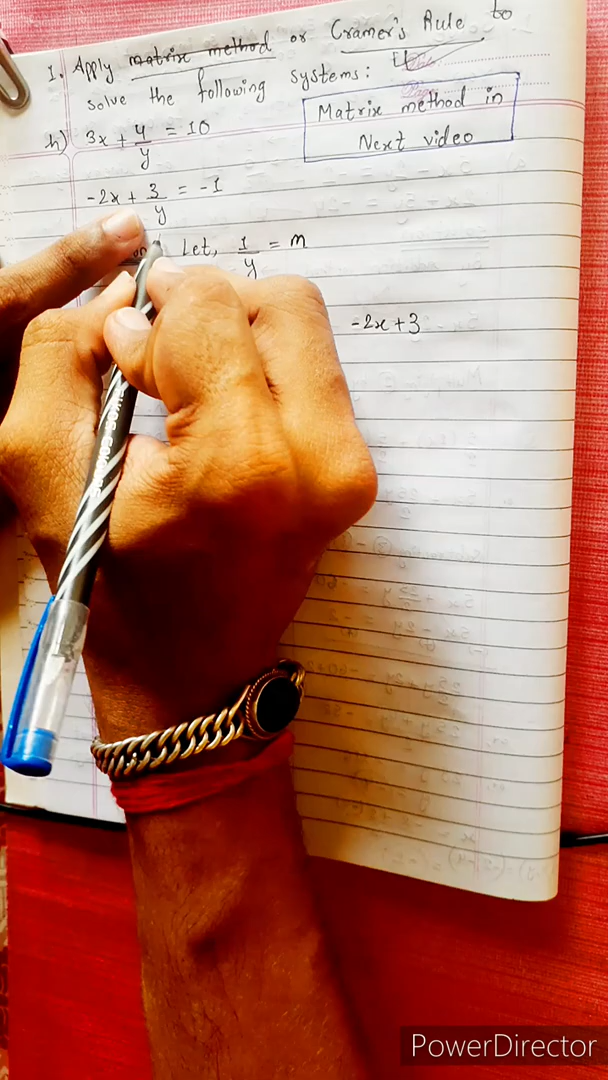 1. Apply matrix method or Cramer's Rule to
solve the following systems:
Matrix method in
Next video
h) 3x + 4/y = 10
-2x + 3/y = -1
Let, 1/y = m
-2x + 3
PowerDirector